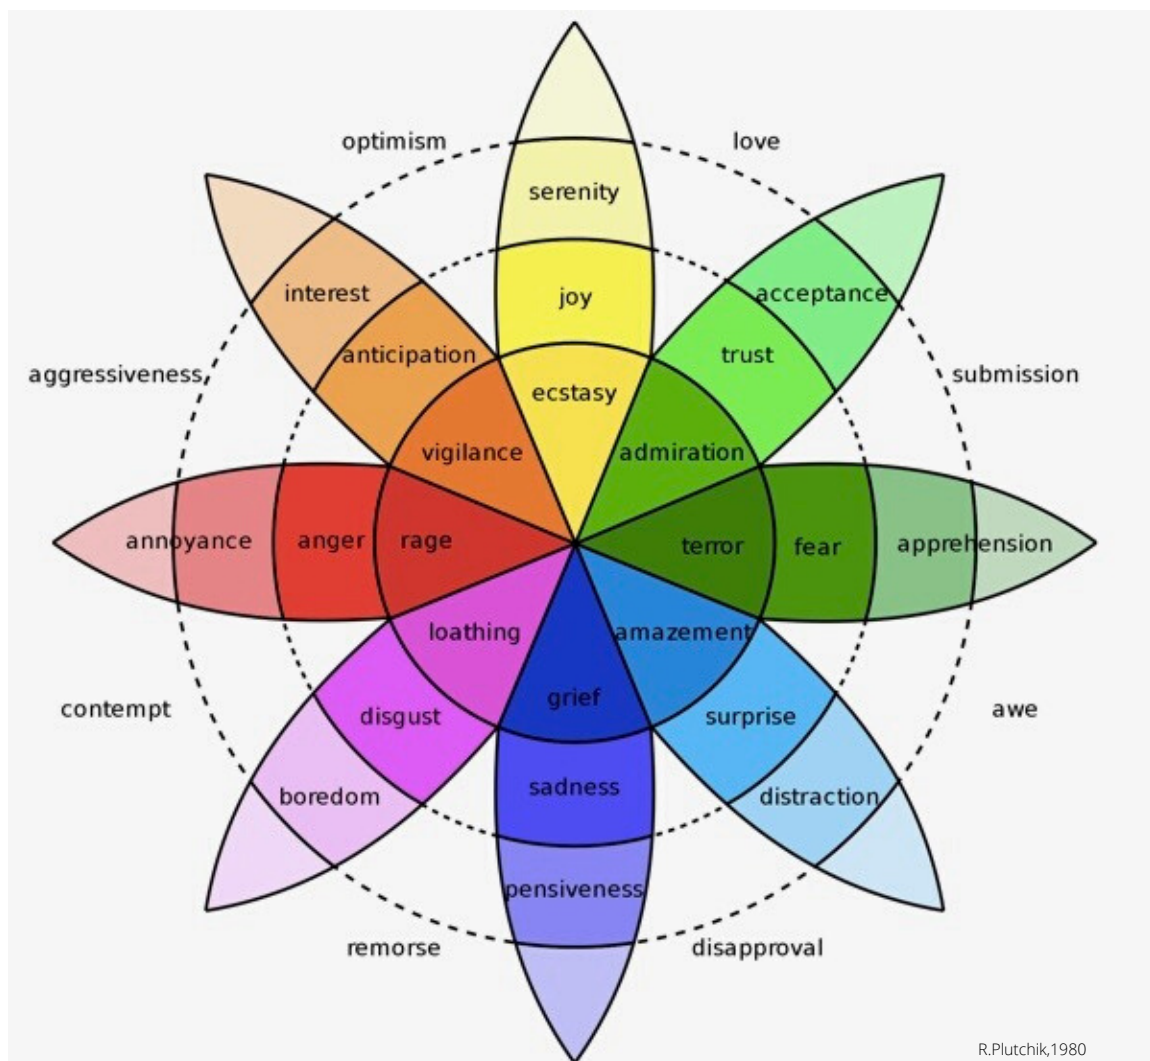 optimism
love
serenity
interest
joy
acceptance
anticipation
trust
aggressiveness
submission
ecstasy
vigilance
admiration
annoyance
anger
rage
terror
fear
apprehension
loathing
amazement
grief
contempt
disgust
surprise
awe
sadness
boredom
distraction
pensiveness
remorse
disapproval
R.Plutchik,1980